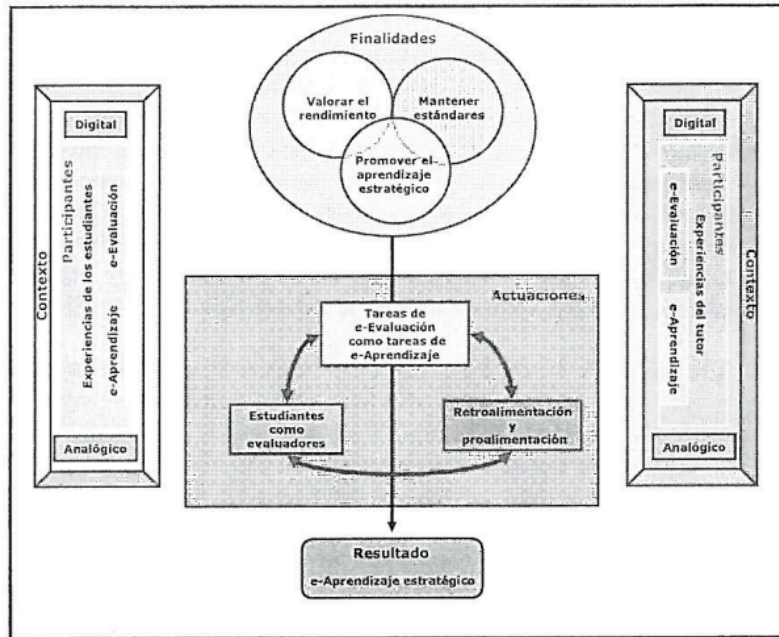 Finalidades
Valorar el
rendimiento
Mantener
estándares
Promover el
aprendizaje
estratégico
Contexto
Digital
Participantes
Experiencias de los estudiantes
e-Aprendizaje e-Evaluación
Analógico
Actuaciones
Tareas de
e-Evaluación
como tareas de
e-Aprendizaje
Estudiantes
como
evaluadores
Retroalimentación
y
proalimentación
Resultado
e-Aprendizaje estratégico
Digital
Participantes
Experiencias del tutor
e-Evaluación e-Aprendizaje
Analógico
Contexto